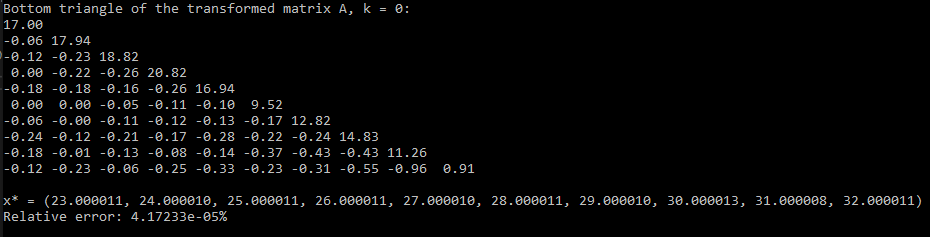 Bottom triangle of the transformed matrix A, k = 0:
17.00
-0.06 17.94
-0.12 -0.23 18.82
0.00 -0.22 -0.26 20.82
-0.18 -0.18 -0.16 -0.26 16.94
0.00 0.00 -0.05 -0.11 -0.10 9.52
-0.06 -0.00 -0.11 -0.12 -0.13 -0.17 12.82
-0.24 -0.12 -0.21 -0.17 -0.28 -0.22 -0.24 14.83
-0.18 -0.01 -0.13 -0.08 -0.14 -0.37 -0.43 -0.43 11.26
-0.12 -0.23 -0.06 -0.25 -0.33 -0.23 -0.31 -0.55 -0.96 0.91
x* = (23.000011, 24.000010, 25.000011, 26.000011, 27.000010, 28.000011, 29.000010, 30.000013, 31.000008, 32.000011)
Relative error: 4.17233e-05%